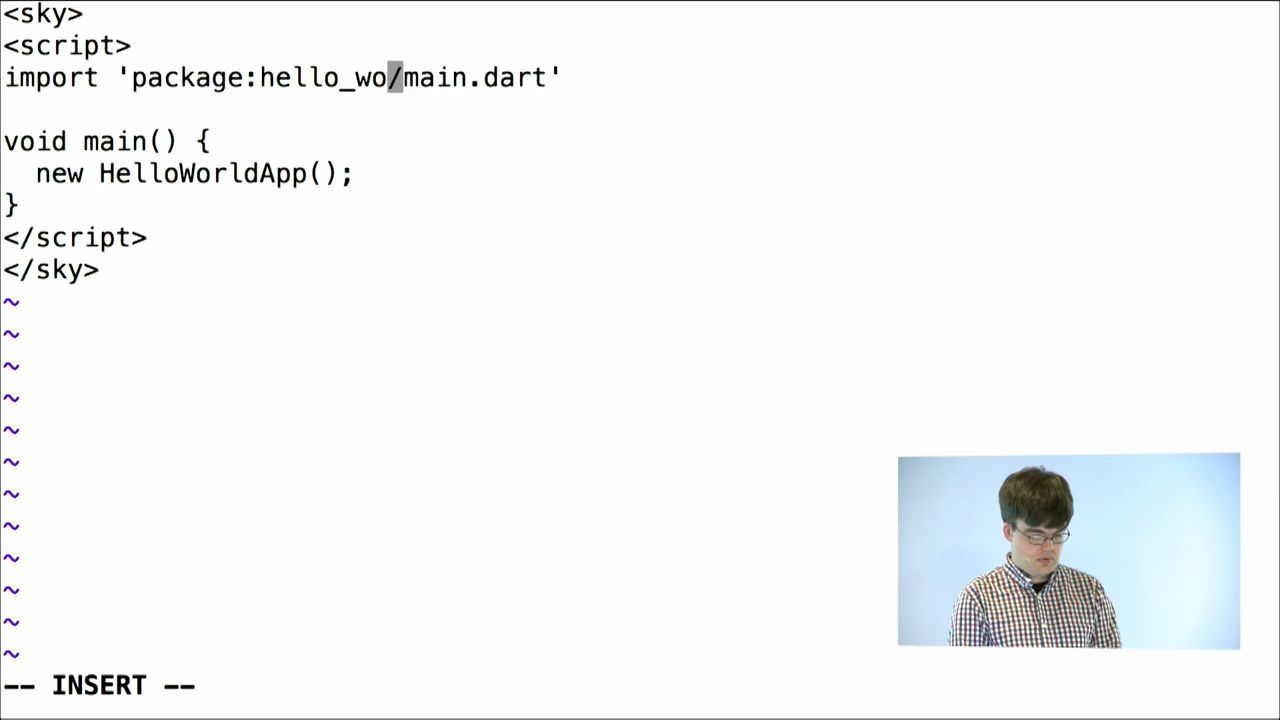 <sky>
<script>
import 'package:hello_wo/main.dart'
void main() {
  new HelloWorldApp();
}
</script>
</sky>
~
~
~
~
~
~
~
~
~
~
~
~
-- INSERT --